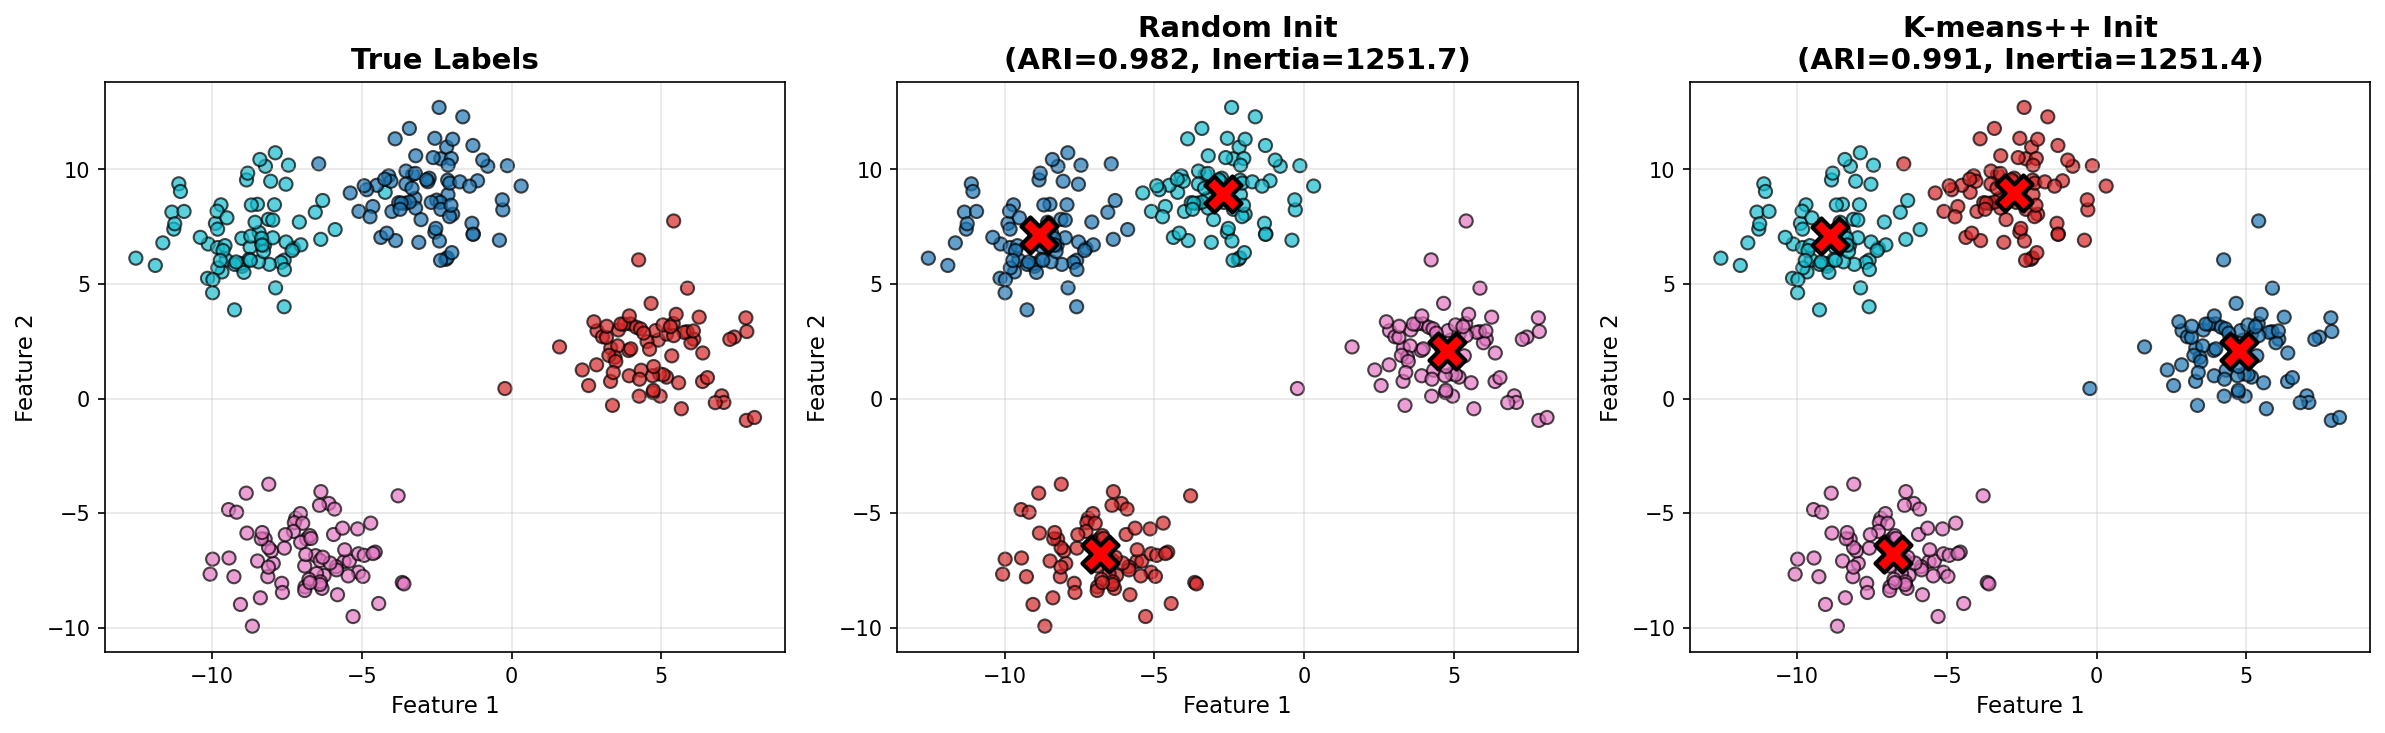 True Labels
Feature 2
10
5
0
−5
−10
−10
−5
0
5
Feature 1
Random Init
(ARI=0.982, Inertia=1251.7)
Feature 2
10
5
0
−5
−10
−10
−5
0
5
Feature 1
K-means++ Init
(ARI=0.991, Inertia=1251.4)
Feature 2
10
5
0
−5
−10
−10
−5
0
5
Feature 1